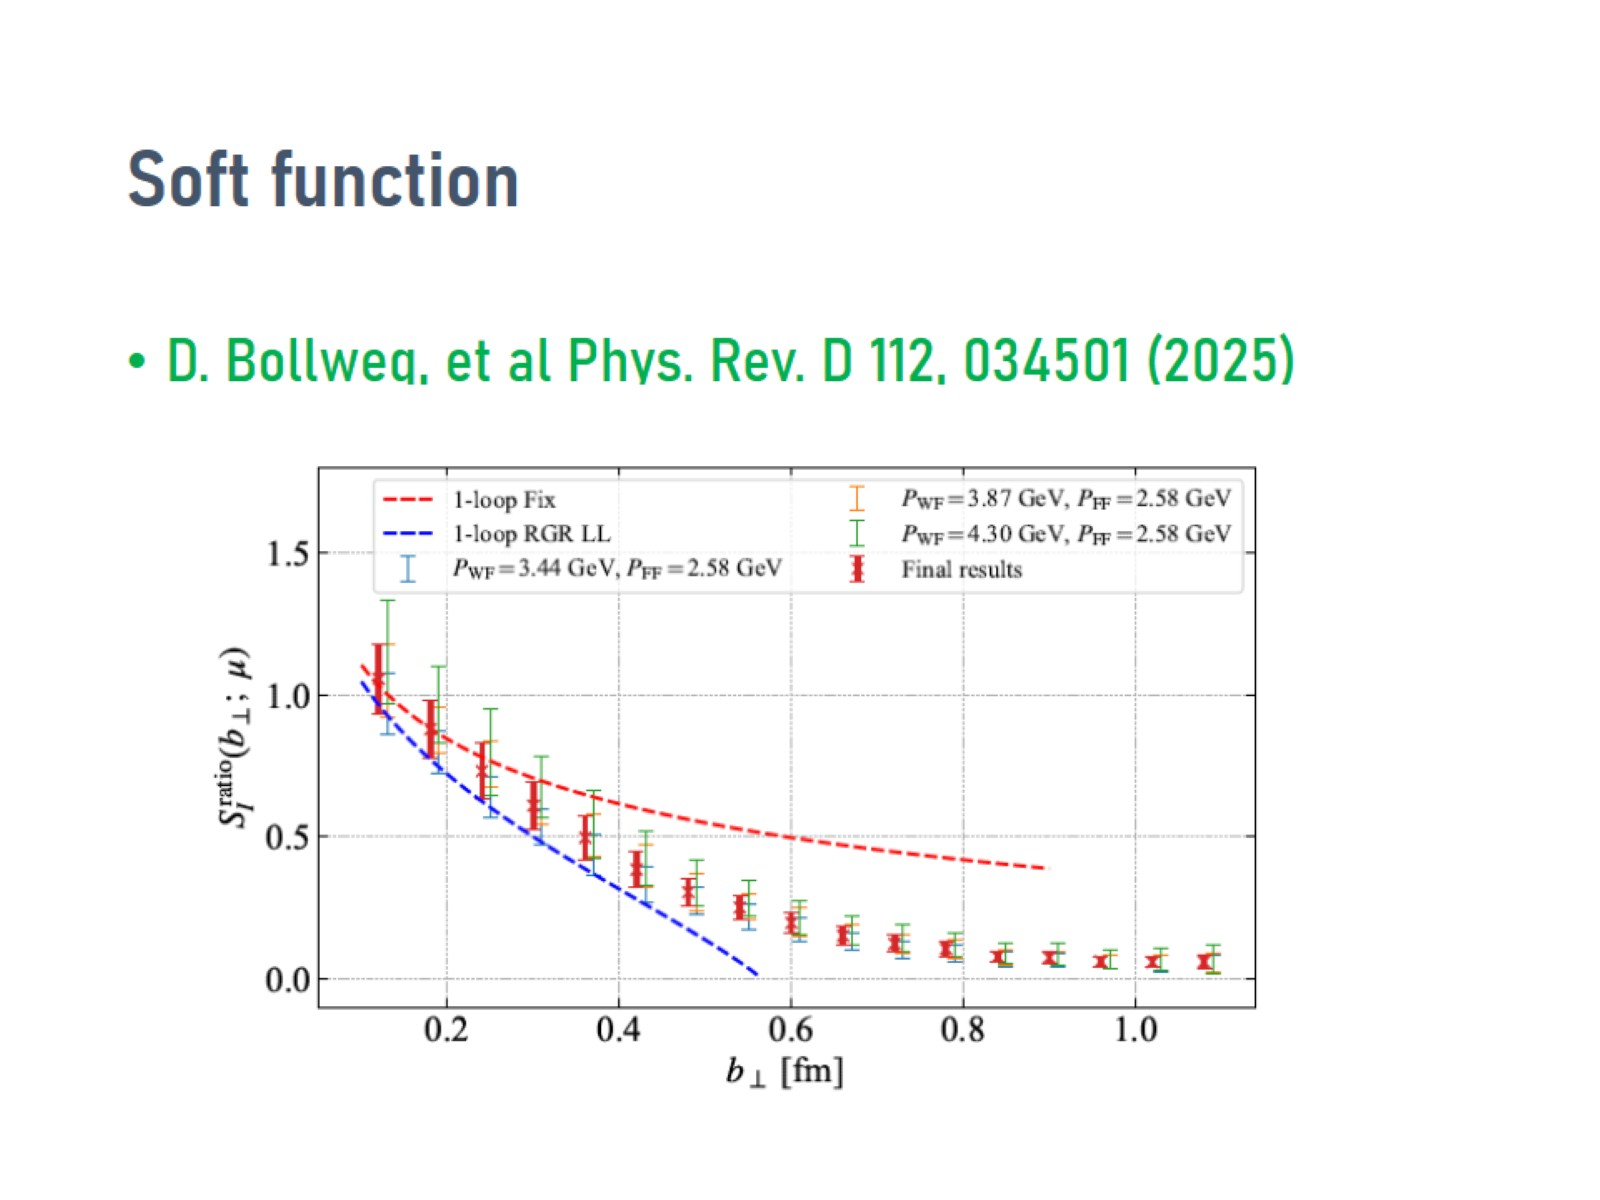 Soft function
• D. Bollweg, et al Phys. Rev. D 112, 034501 (2025)
1-loop Fix
1-loop RGR LL
P_WF=3.44 GeV, P_FF=2.58 GeV
P_WF=3.87 GeV, P_FF=2.58 GeV
P_WF=4.30 GeV, P_FF=2.58 GeV
Final results
S_I^ratio(b_⊥; μ)
1.5
1.0
0.5
0.0
0.2 0.4 0.6 0.8 1.0
b_⊥ [fm]